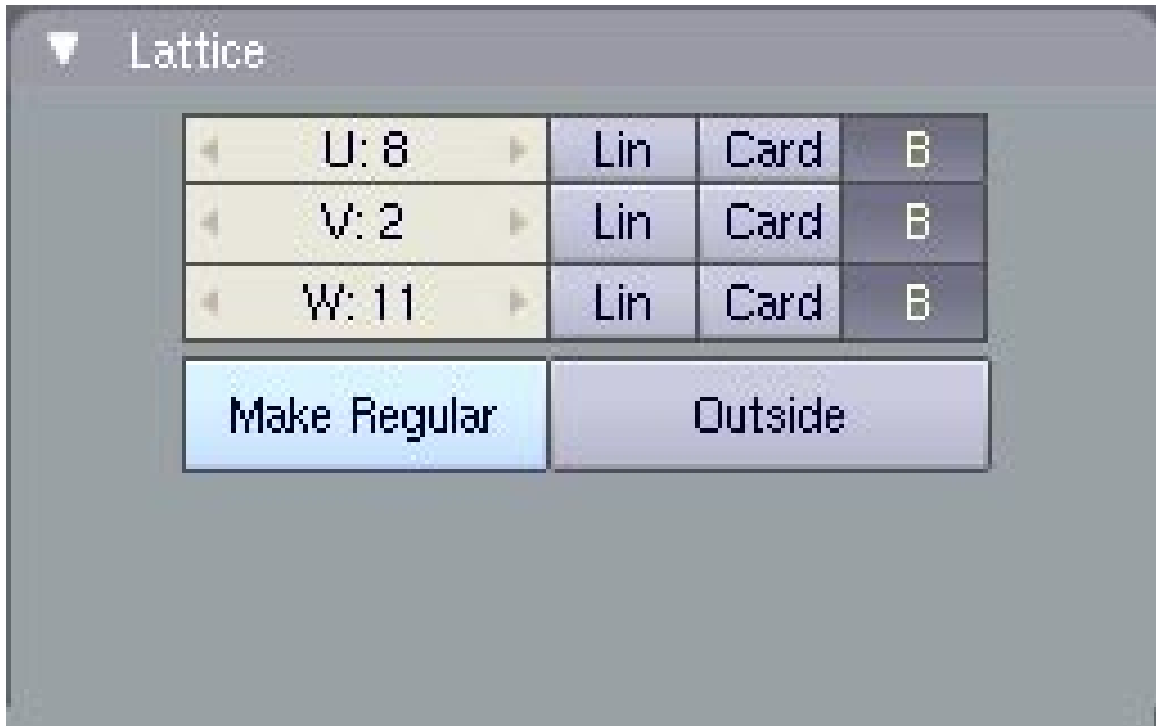 Lattice
U: 8 Lin Card B
V: 2 Lin Card B
W: 11 Lin Card B
Make Regular Outside